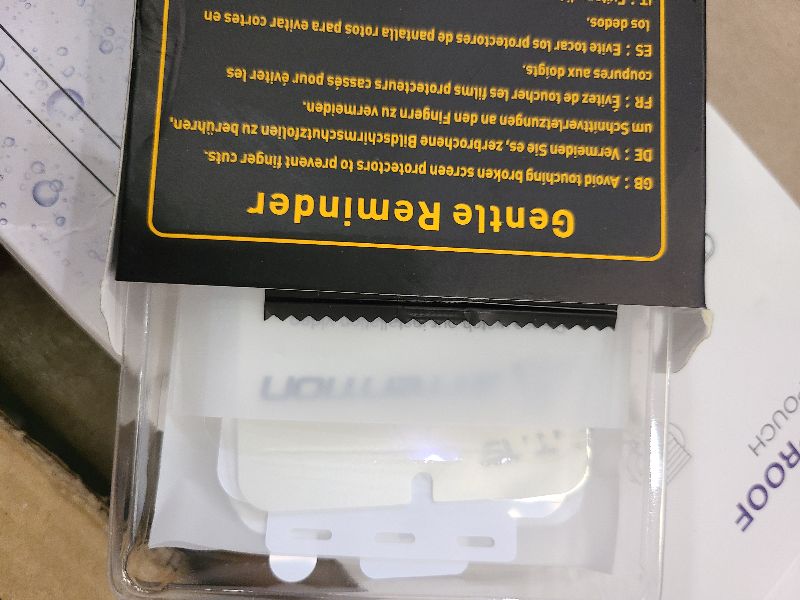 Gentle Reminder
GB : Avoid touching broken screen protectors to prevent finger cuts.
DE : Vermeiden Sie es, zerbrochene Bildschirmschutzfolien zu berühren,
um Schnittverletzungen an den Fingern zu vermeiden.
FR : Évitez de toucher les films protecteurs cassés pour éviter les
coupures aux doigts.
ES : Evite tocar los protectores de pantalla rotos para evitar cortes en
los dedos.
POUCH
ROOF